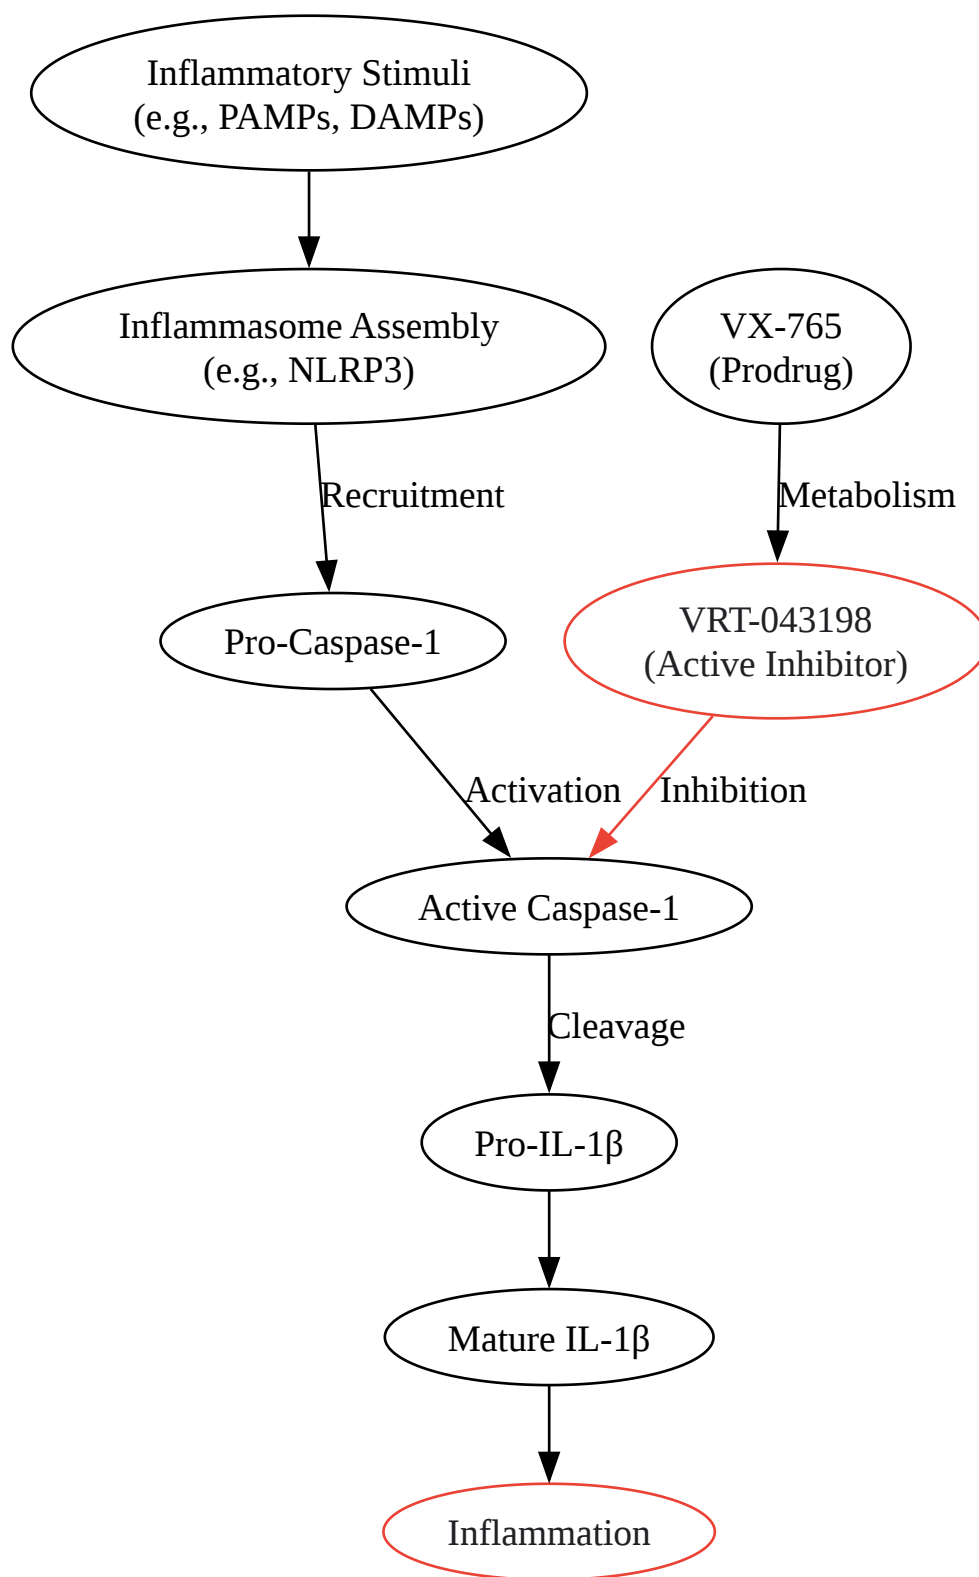 Inflammatory Stimuli
(e.g., PAMPs, DAMPs)
Inflammasome Assembly
(e.g., NLRP3)
VX-765
(Prodrug)
Recruitment
Metabolism
Pro-Caspase-1
VRT-043198
(Active Inhibitor)
Activation
Inhibition
Active Caspase-1
Cleavage
Pro-IL-1β
Mature IL-1β
Inflammation